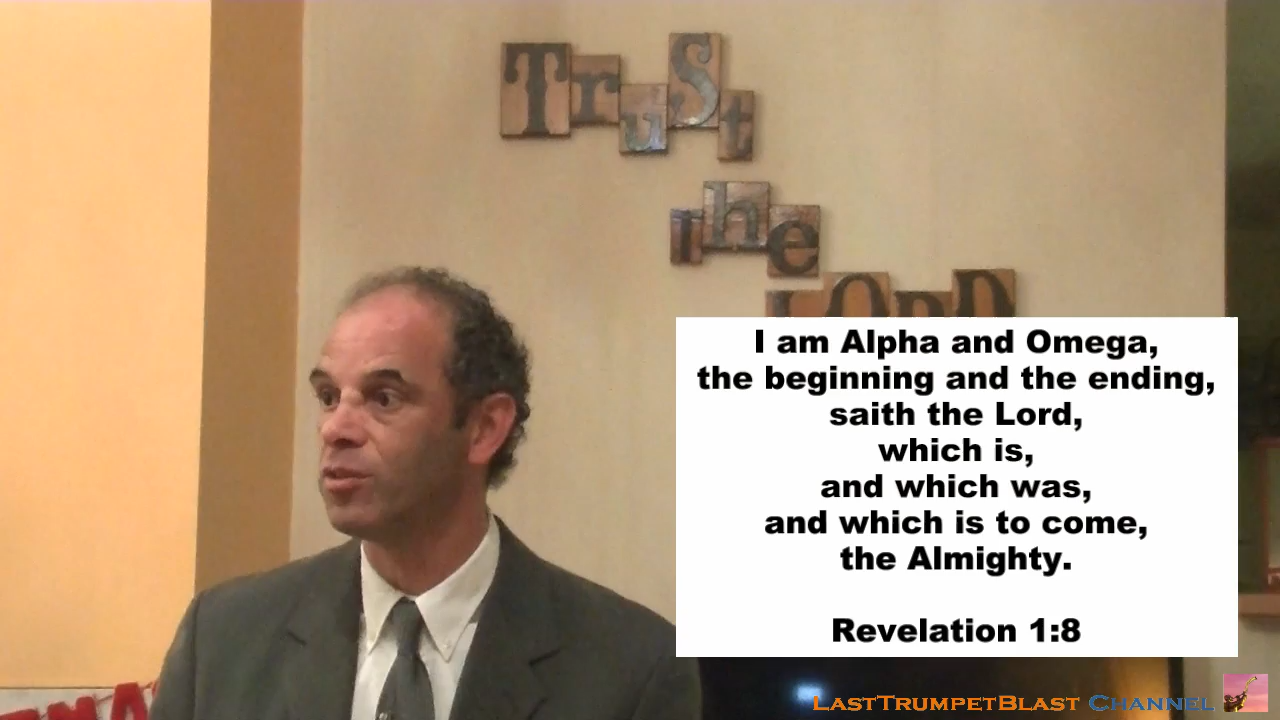 Trust
the
LORD
I am Alpha and Omega,
the beginning and the ending,
saith the Lord,
which is,
and which was,
and which is to come,
the Almighty.
Revelation 1:8
LastTrumpetBlast Channel